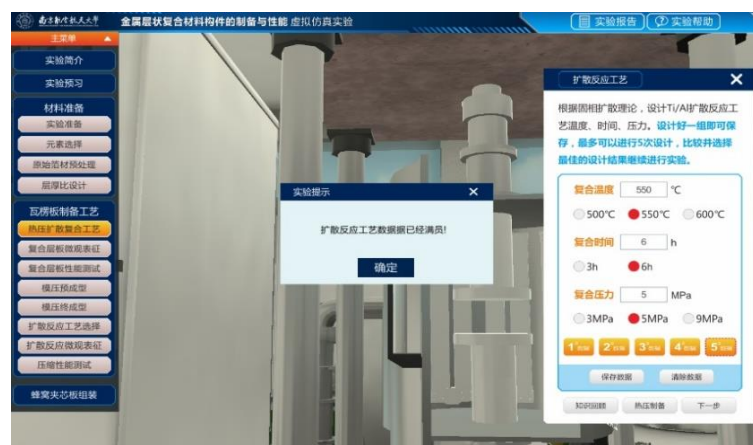 南京航空航天大学 金属层状复合材料构件的制备与性能 虚拟仿真实验
实验报告 实验帮助
主菜单
实验简介
实验预习
材料准备
实验准备
元素选择
原始箔材预处理
层厚比设计
瓦楞板制备工艺
热压扩散复合工艺
复合层板微观表征
复合层板性能测试
模压预成型
模压终成型
扩散反应工艺选择
扩散反应微观表征
压缩性能测试
蜂窝夹芯板组装
实验提示 ×
扩散反应工艺数据据已经满员!
确定
扩散反应工艺 ×
根据固相扩散理论，设计Ti/Al扩散反应工
艺温度、时间、压力。设计好一组即可保
存，最多可以进行5次设计，比较并选择
最佳的设计结果继续进行实验。
复合温度 550 ℃
500℃ 550℃ 600℃
复合时间 6 h
3h 6h
复合压力 5 MPa
3MPa 5MPa 9MPa
1 2 3 4 5
保存数据 清除数据
知识回顾 热压制备 下一步